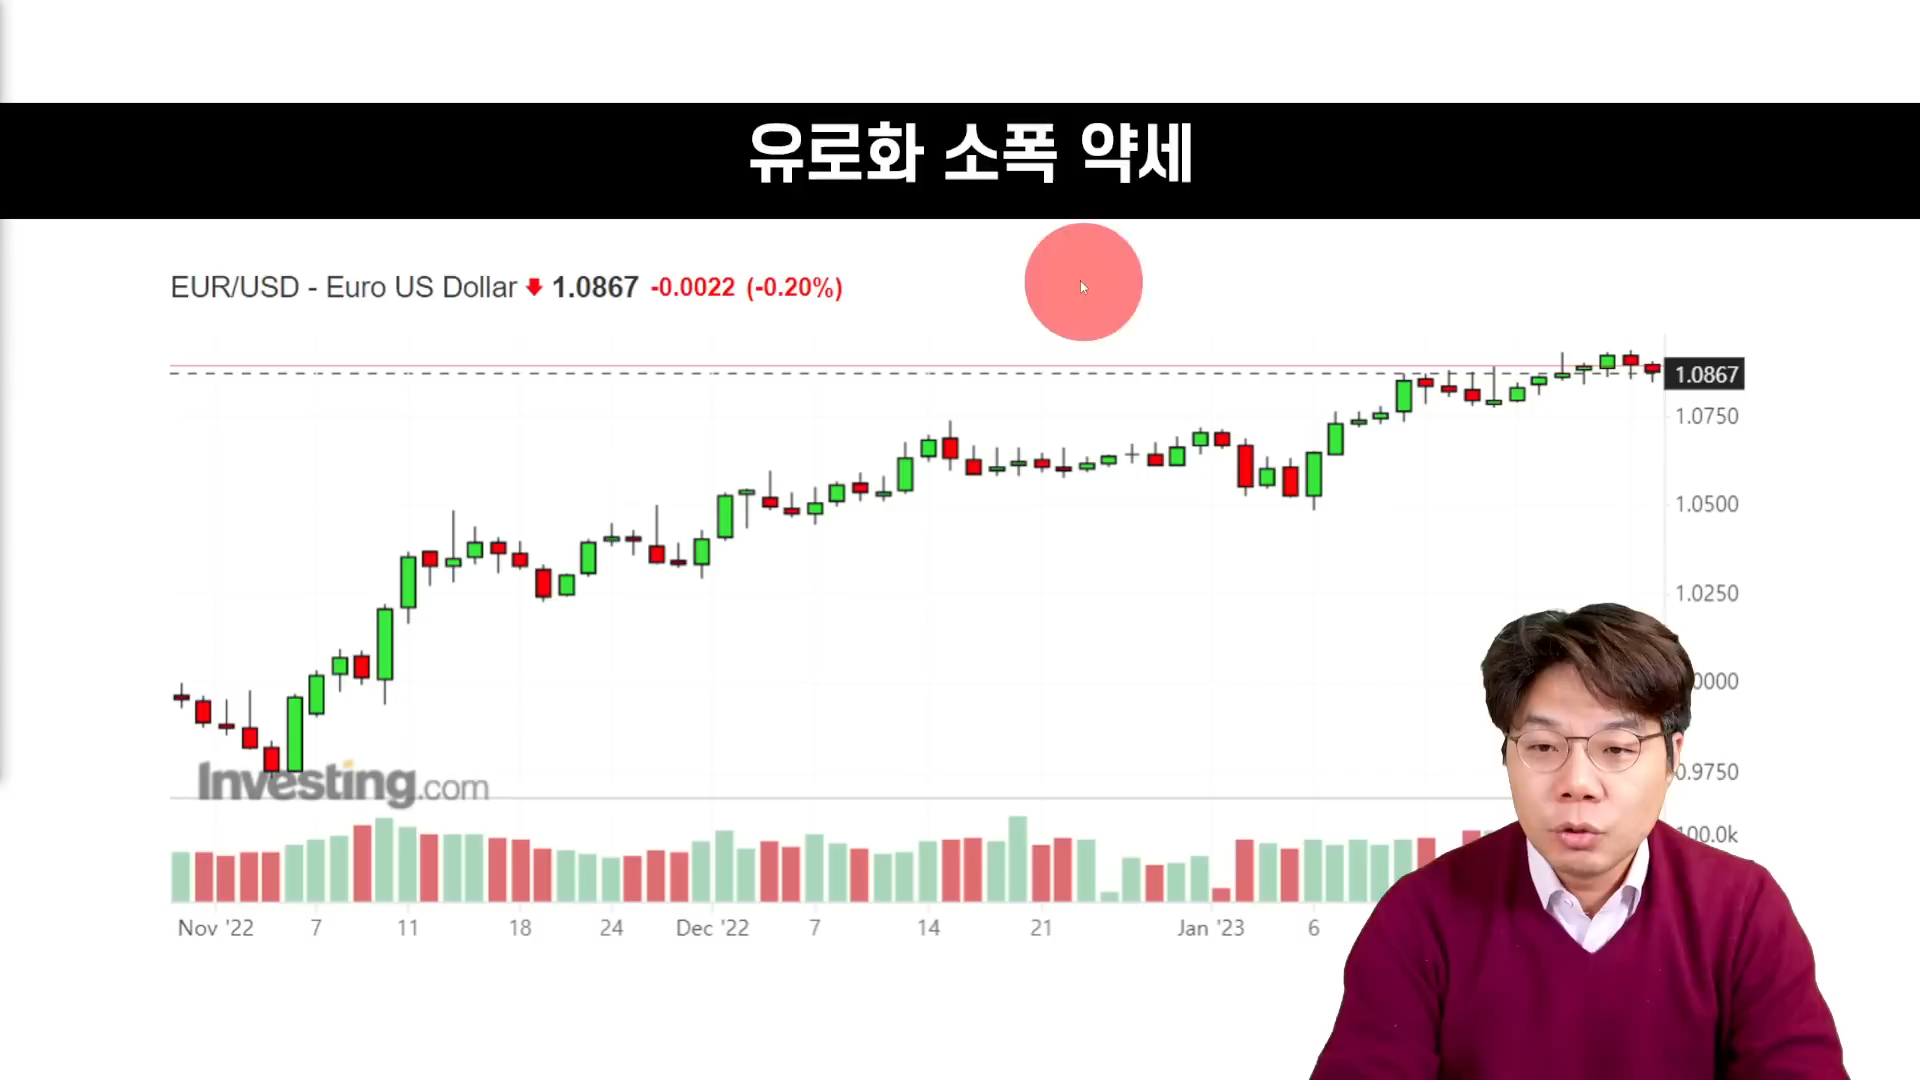 유로화 소폭 약세
EUR/USD - Euro US Dollar 1.0867 -0.0022 (-0.20%)
1.0867
1.0750
1.0500
1.0250
0000
0.9750
Investing.com
100.0k
Nov '22 7 11 18 24 Dec '22 7 14 21 Jan '23 6